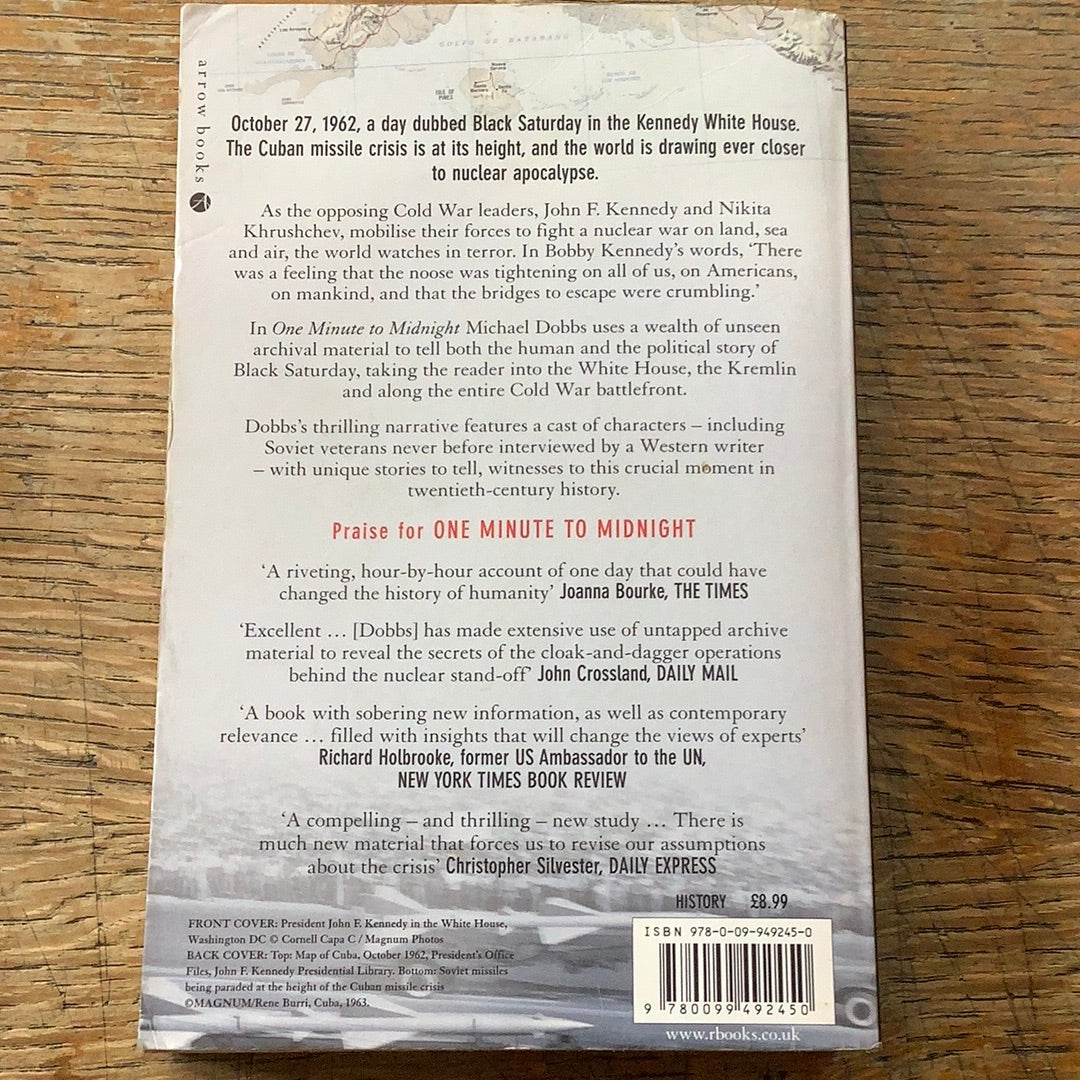 GOLFO DE BATABANO
Nueva
Gerona
Santa
Santa
Fe
ISLE OF
PINES
arrow books
October 27, 1962, a day dubbed Black Saturday in the Kennedy White House.
The Cuban missile crisis is at its height, and the world is drawing ever closer
to nuclear apocalypse.
As the opposing Cold War leaders, John F. Kennedy and Nikita
Khrushchev, mobilise their forces to fight a nuclear war on land, sea
and air, the world watches in terror. In Bobby Kennedy's words, 'There
was a feeling that the noose was tightening on all of us, on Americans,
on mankind, and that the bridges to escape were crumbling.'
In One Minute to Midnight Michael Dobbs uses a wealth of unseen
archival material to tell both the human and the political story of
Black Saturday, taking the reader into the White House, the Kremlin
and along the entire Cold War battlefront.
Dobbs's thrilling narrative features a cast of characters – including
Soviet veterans never before interviewed by a Western writer
– with unique stories to tell, witnesses to this crucial moment in
twentieth-century history.
Praise for ONE MINUTE TO MIDNIGHT
'A riveting, hour-by-hour account of one day that could have
changed the history of humanity' Joanna Bourke, THE TIMES
'Excellent … [Dobbs] has made extensive use of untapped archive
material to reveal the secrets of the cloak-and-dagger operations
behind the nuclear stand-off' John Crossland, DAILY MAIL
'A book with sobering new information, as well as contemporary
relevance … filled with insights that will change the views of experts'
Richard Holbrooke, former US Ambassador to the UN,
NEW YORK TIMES BOOK REVIEW
'A compelling – and thrilling – new study … There is
much new material that forces us to revise our assumptions
about the crisis' Christopher Silvester, DAILY EXPRESS
HISTORY £8.99
FRONT COVER: President John F. Kennedy in the White House,
Washington DC © Cornell Capa C / Magnum Photos
BACK COVER: Top: Map of Cuba, October 1962, President's Office
Files, John F. Kennedy Presidential Library. Bottom: Soviet missiles
being paraded at the height of the Cuban missile crisis
©MAGNUM/Rene Burri, Cuba, 1963.
ISBN 978-0-09-949245-0
9 780099 492450
www.rbooks.co.uk